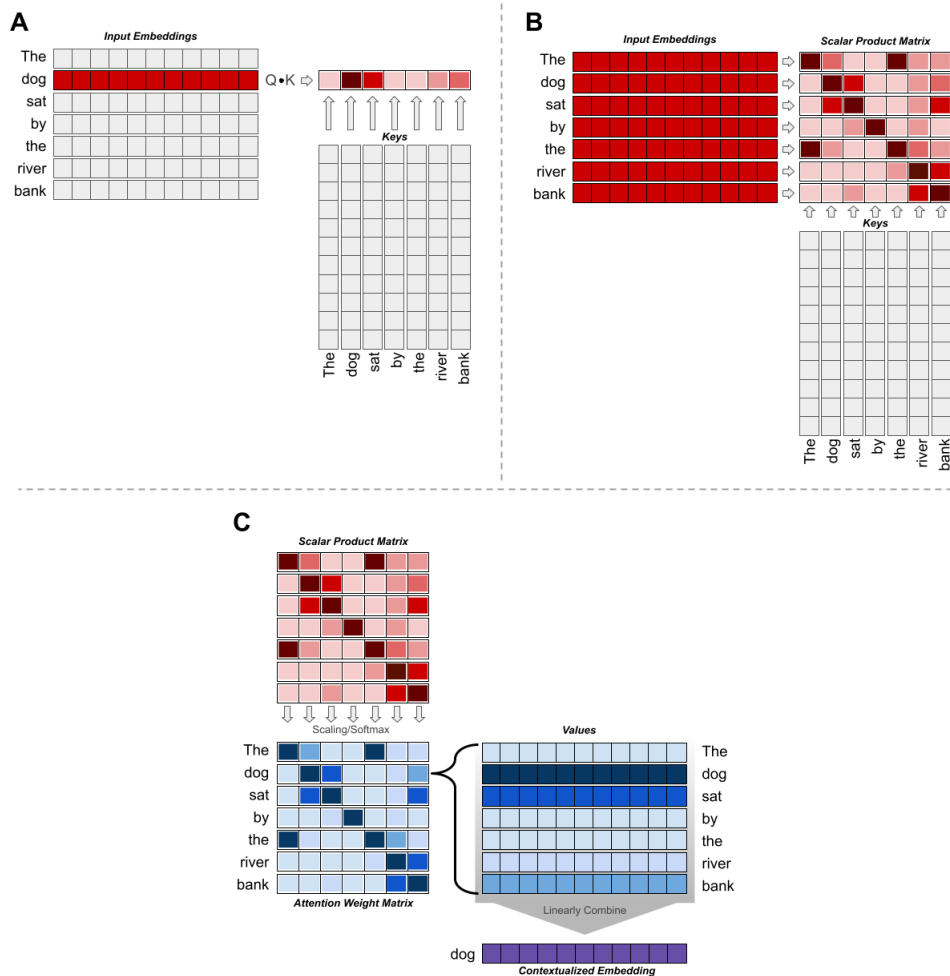 A
Input Embeddings
The
dog
sat
by
the
river
bank
Q•K
Keys
The
dog
sat
by
the
river
bank
B
Input Embeddings
Scalar Product Matrix
The
dog
sat
by
the
river
bank
Keys
The
dog
sat
by
the
river
bank
C
Scalar Product Matrix
Scaling/Softmax
The
dog
sat
by
the
river
bank
Attention Weight Matrix
Values
The
dog
sat
by
the
river
bank
Linearly Combine
dog
Contextualized Embedding